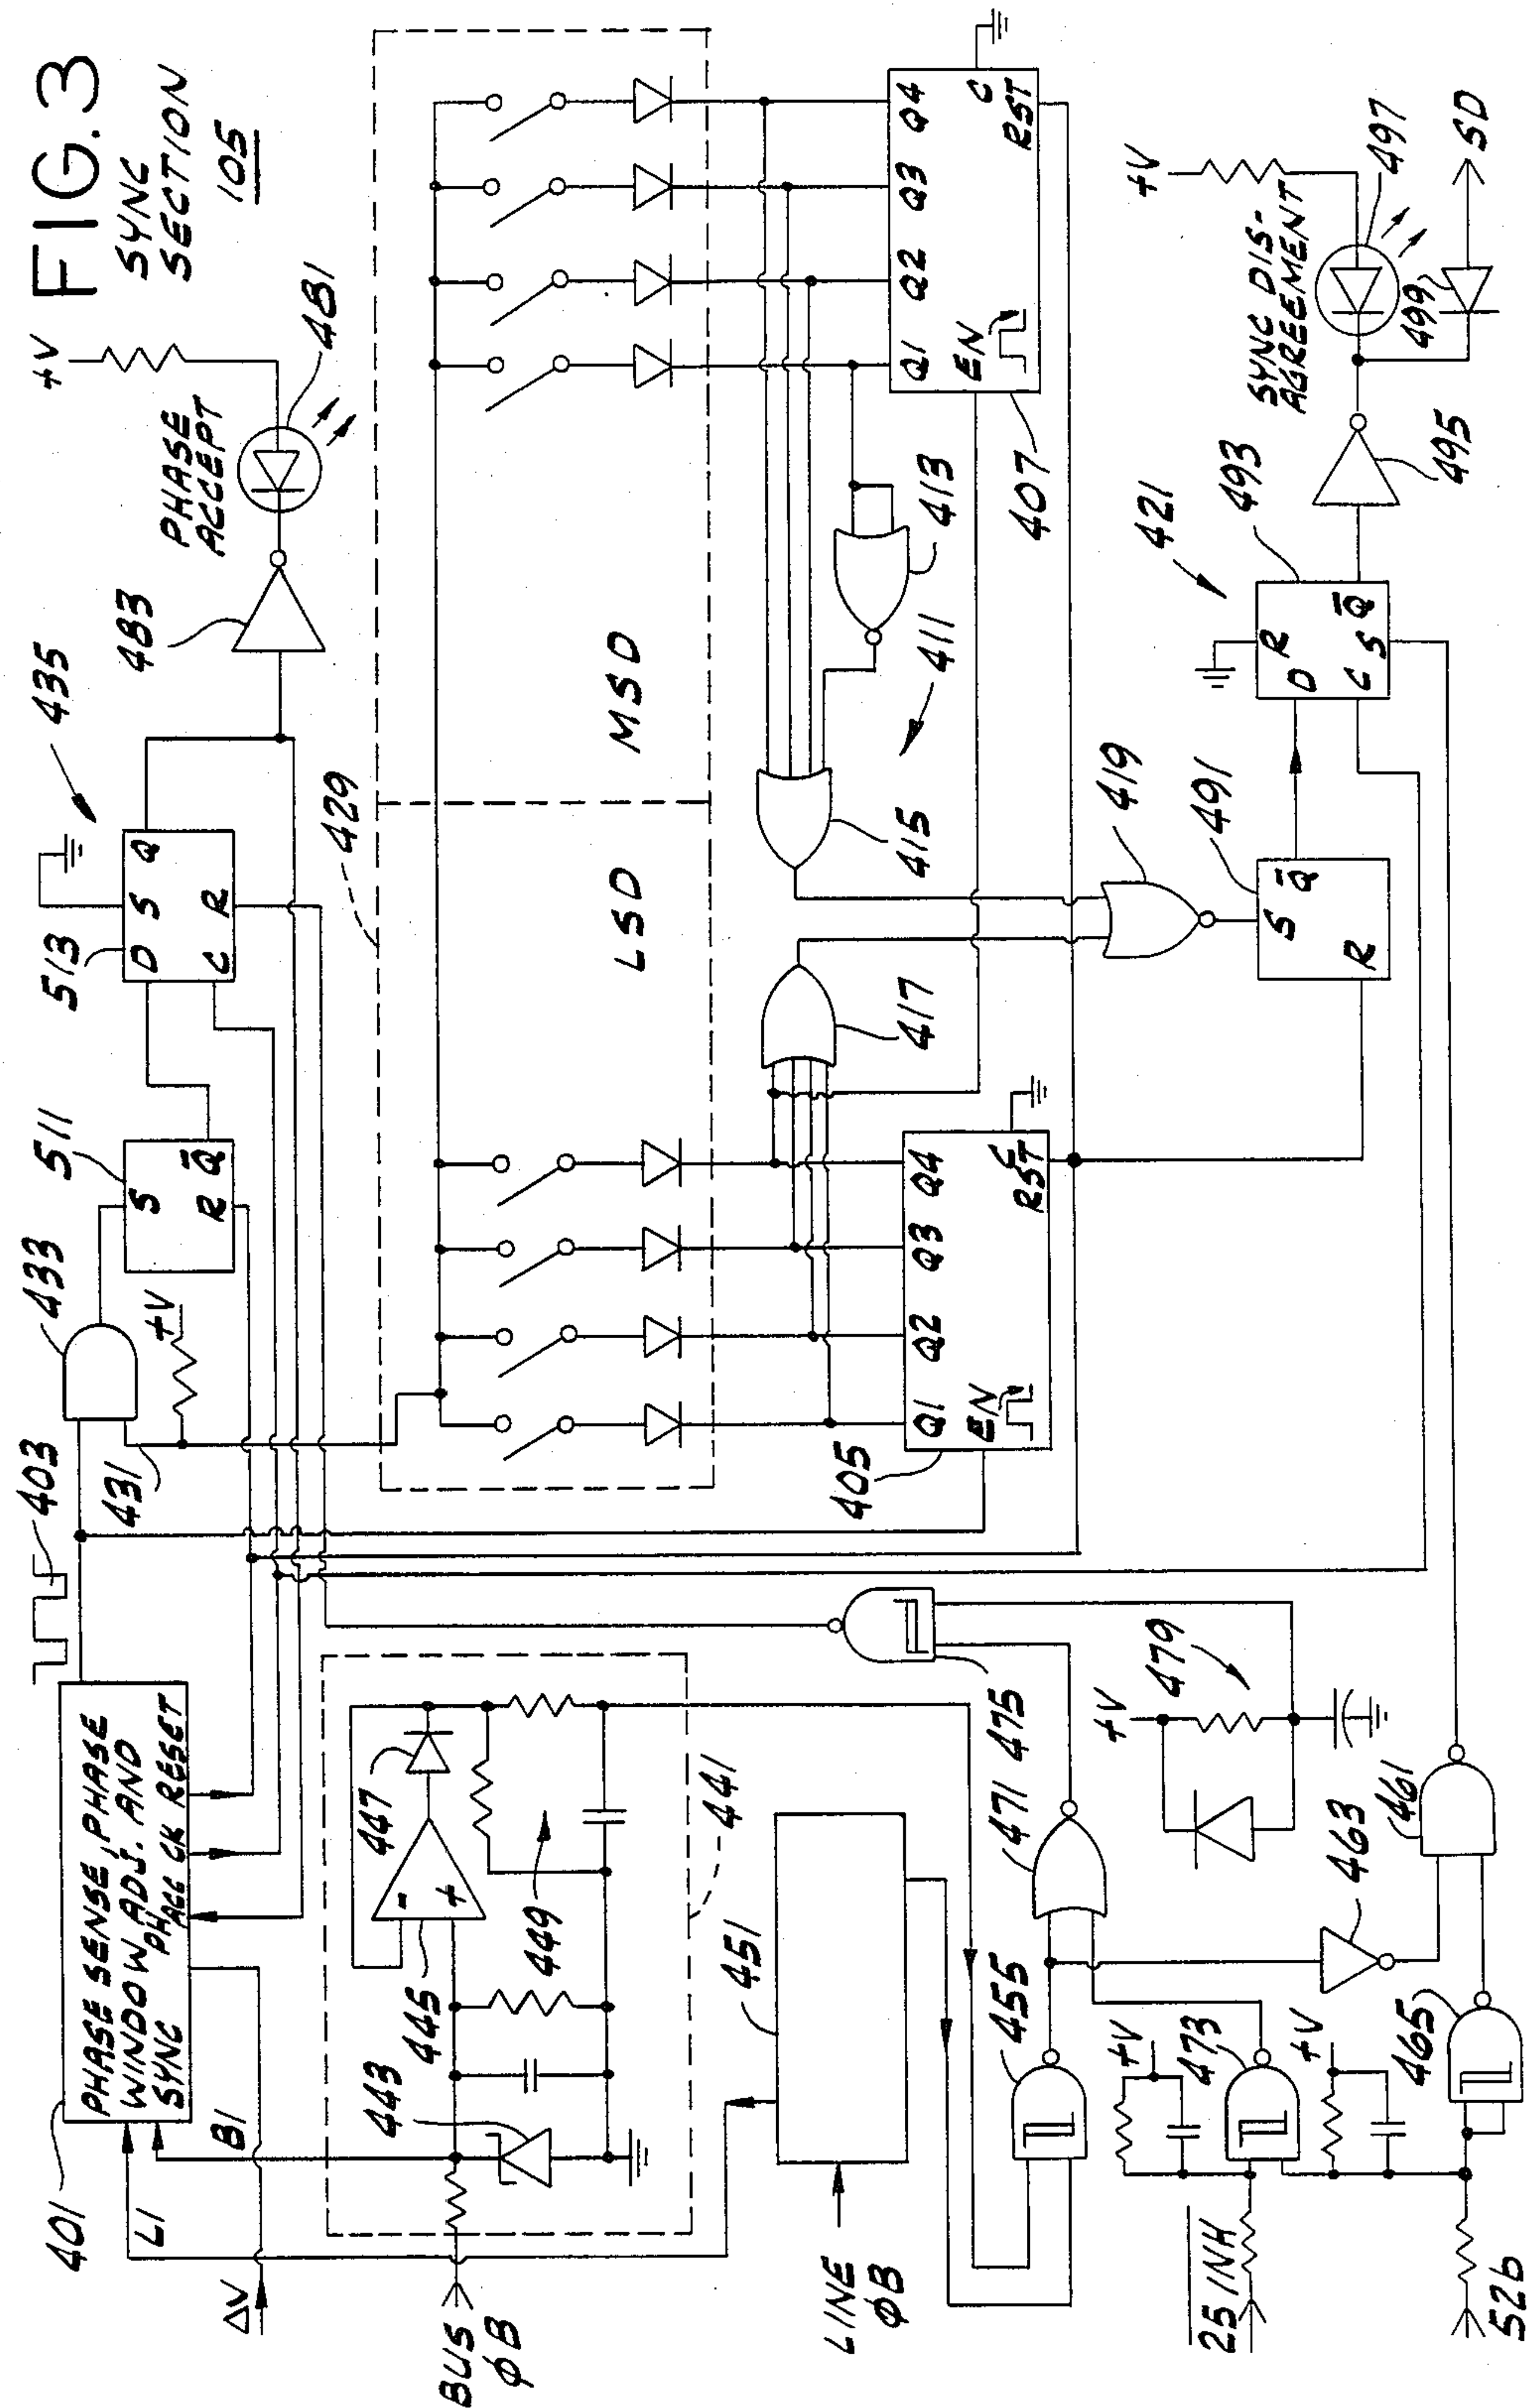 FIG.3
SYNC
SECTION
105
+V
PHASE
ACCEPT
481
483
435
513
D S Q
C R
511
S
R Q̄
433
+V
431
403
401
PHASE SENSE, PHASE
WINDOW ADJ. AND
SYNC
PH
ACC CK RESET
L1
B1
ΔV
BUS
ØB
443
445
447
449
441
429
LSD
MSD
405
Q1 Q2 Q3 Q4
EN
C
RST
407
Q1 Q2 Q3 Q4
EN
C
RST
411
413
415
417
419
421
491
S Q̄
R
493
R
D
C S Q̄
495
SYNC DIS-
AGREEMENT
+V
497
499
SD
LINE
ØB
451
455
471
475
+V
479
461
463
465
473
+V
+V
25 INH
52b